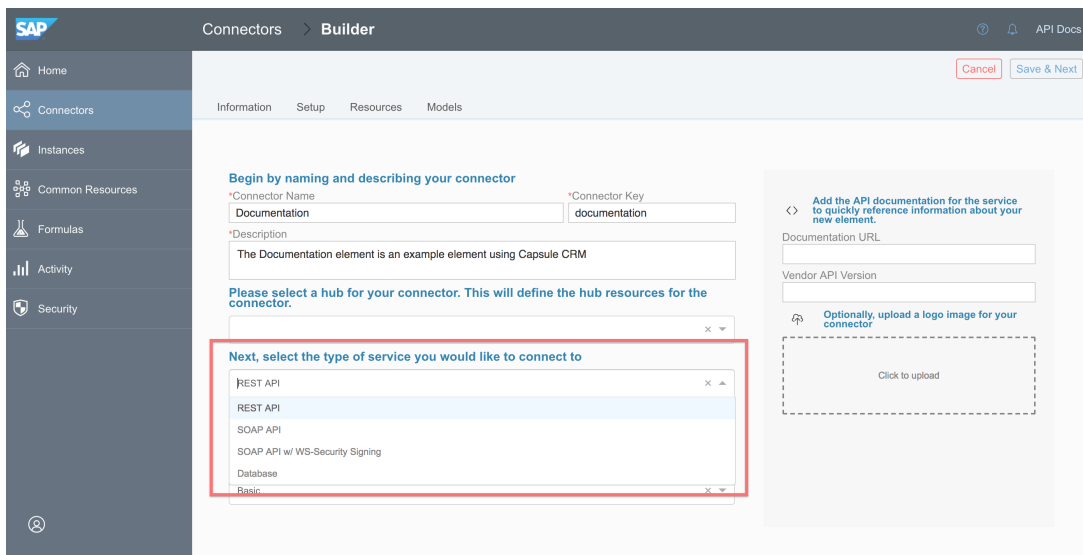 SAP
Connectors > Builder
API Docs
Home
Connectors
Instances
Common Resources
Formulas
Activity
Security
Cancel
Save & Next
Information Setup Resources Models
Begin by naming and describing your connector
*Connector Name
Documentation
*Connector Key
documentation
*Description
The Documentation element is an example element using Capsule CRM
Please select a hub for your connector. This will define the hub resources for the
connector.
Next, select the type of service you would like to connect to
REST API
REST API
SOAP API
SOAP API w/ WS-Security Signing
Database
Basic
Add the API documentation for the service
to quickly reference information about your
new element.
Documentation URL
Vendor API Version
Optionally, upload a logo image for your
connector
Click to upload